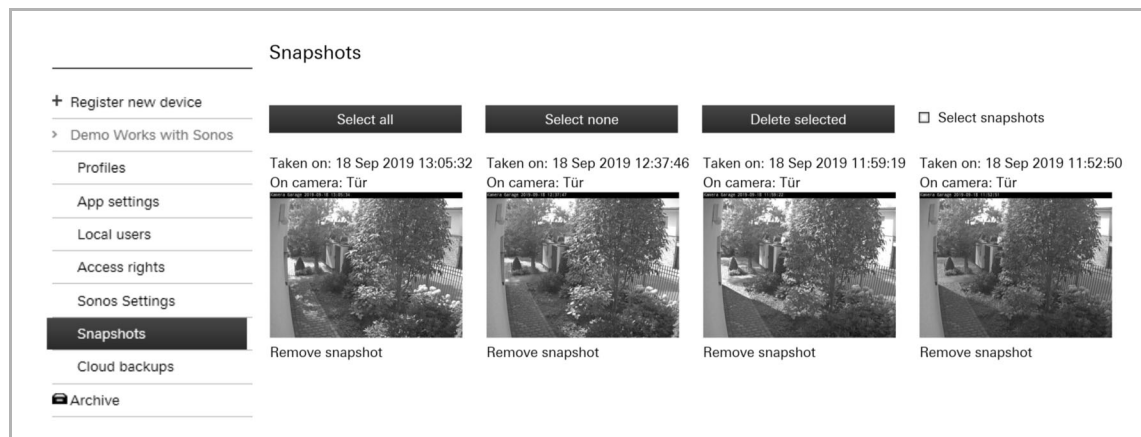 Snapshots
+ Register new device
> Demo Works with Sonos
Profiles
App settings
Local users
Access rights
Sonos Settings
Snapshots
Cloud backups
Archive
Select all
Select none
Delete selected
Select snapshots
Taken on: 18 Sep 2019 13:05:32
On camera: Tür
Remove snapshot
Taken on: 18 Sep 2019 12:37:46
On camera: Tür
Remove snapshot
Taken on: 18 Sep 2019 11:59:19
On camera: Tür
Remove snapshot
Taken on: 18 Sep 2019 11:52:50
On camera: Tür
Remove snapshot